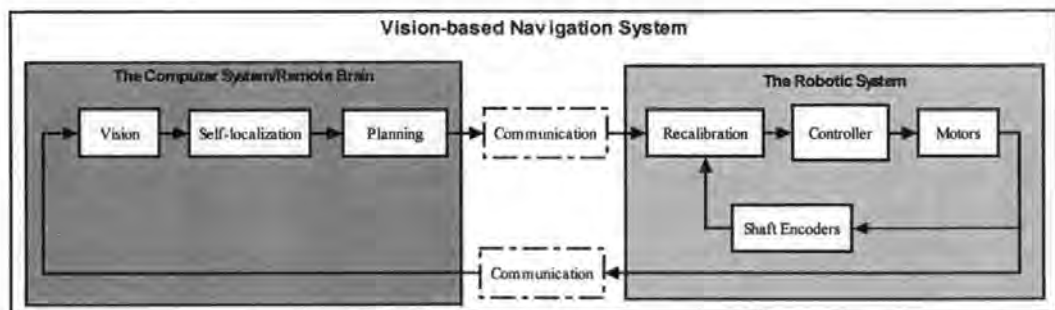 Vision-based Navigation System
The Computer System/Remote Brain
The Robotic System
Vision
Self-localization
Planning
Communication
Recalibration
Controller
Motors
Shaft Encoders
Communication